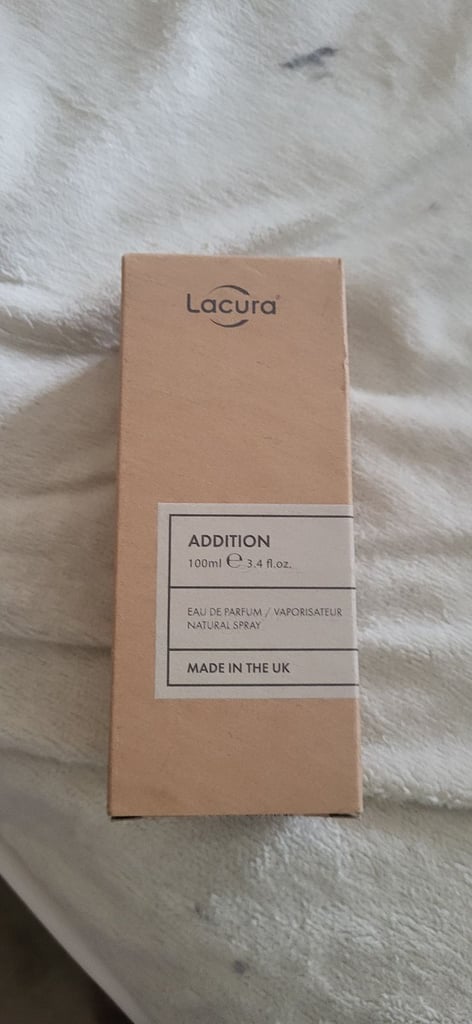 Lacura®
ADDITION
100ml ℮ 3.4 fl.oz.
EAU DE PARFUM / VAPORISATEUR
NATURAL SPRAY
MADE IN THE UK